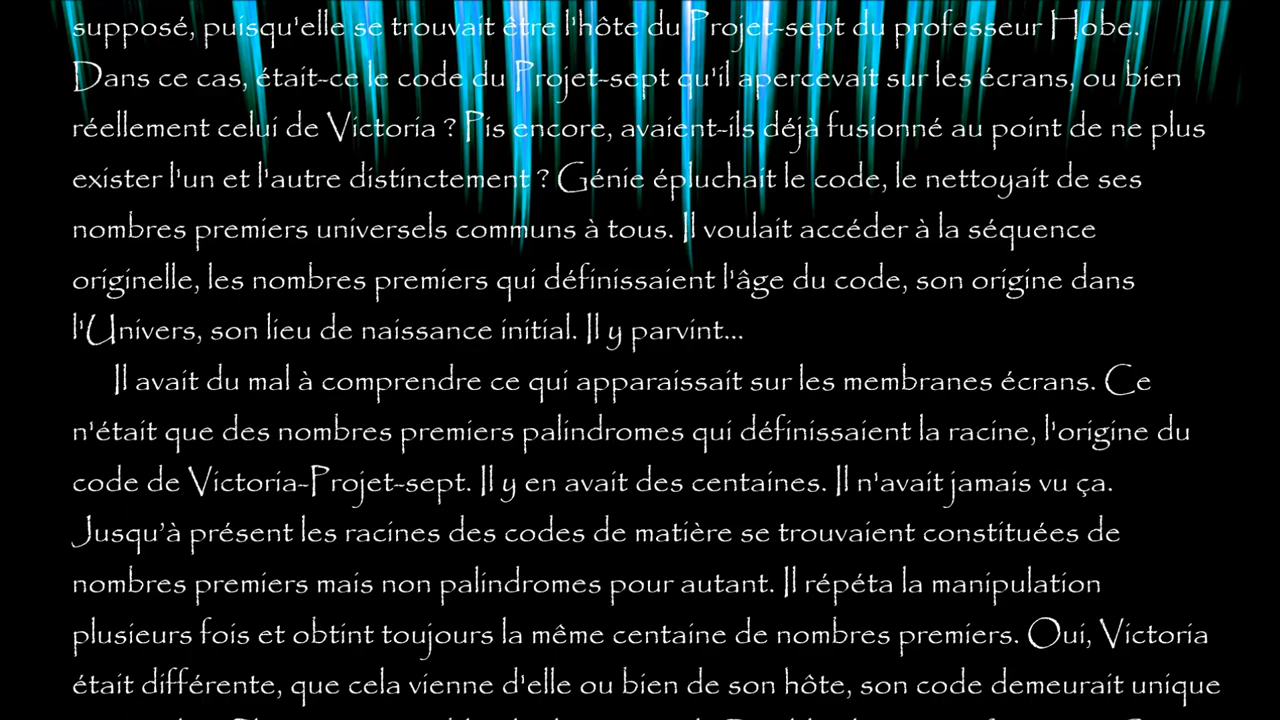 supposé, puisqu'elle se trouvait être l'hôte du Projet-sept du professeur Hobe.
Dans ce cas, était-ce le code du Projet-sept qu'il apercevait sur les écrans, ou bien
réellement celui de Victoria ? Pis encore, avaient-ils déjà fusionné au point de ne plus
exister l'un et l'autre distinctement ? Génie épluchait le code, le nettoyait de ses
nombres premiers universels communs à tous. Il voulait accéder à la séquence
originelle, les nombres premiers qui définissaient l'âge du code, son origine dans
l'Univers, son lieu de naissance initial. Il y parvint...
Il avait du mal à comprendre ce qui apparaissait sur les membranes écrans. Ce
n'était que des nombres premiers palindromes qui définissaient la racine, l'origine du
code de Victoria-Projet-sept. Il y en avait des centaines. Il n'avait jamais vu ça.
Jusqu'à présent les racines des codes de matière se trouvaient constituées de
nombres premiers mais non palindromes pour autant. Il répéta la manipulation
plusieurs fois et obtint toujours la même centaine de nombres premiers. Oui, Victoria
était différente, que cela vienne d'elle ou bien de son hôte, son code demeurait unique